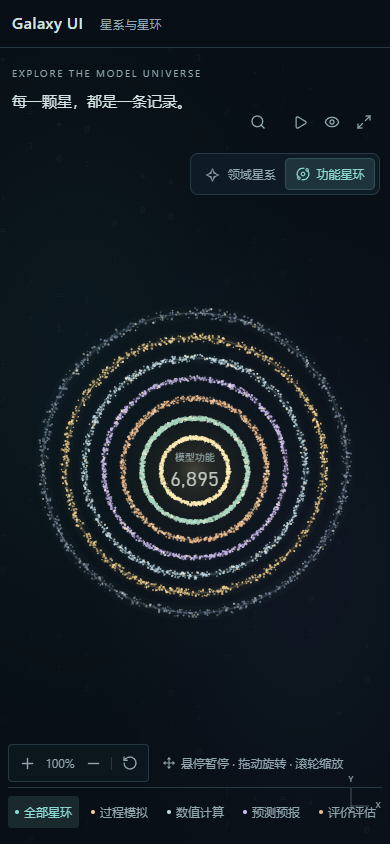 Galaxy UI 星系与星环
EXPLORE THE MODEL UNIVERSE
每一颗星，都是一条记录。
领域星系 功能星环
模型功能
6,895
100% 悬停暂停 · 拖动旋转 · 滚轮缩放
Y
X
全部星环 过程模拟 数值计算 预测预报 评价评估